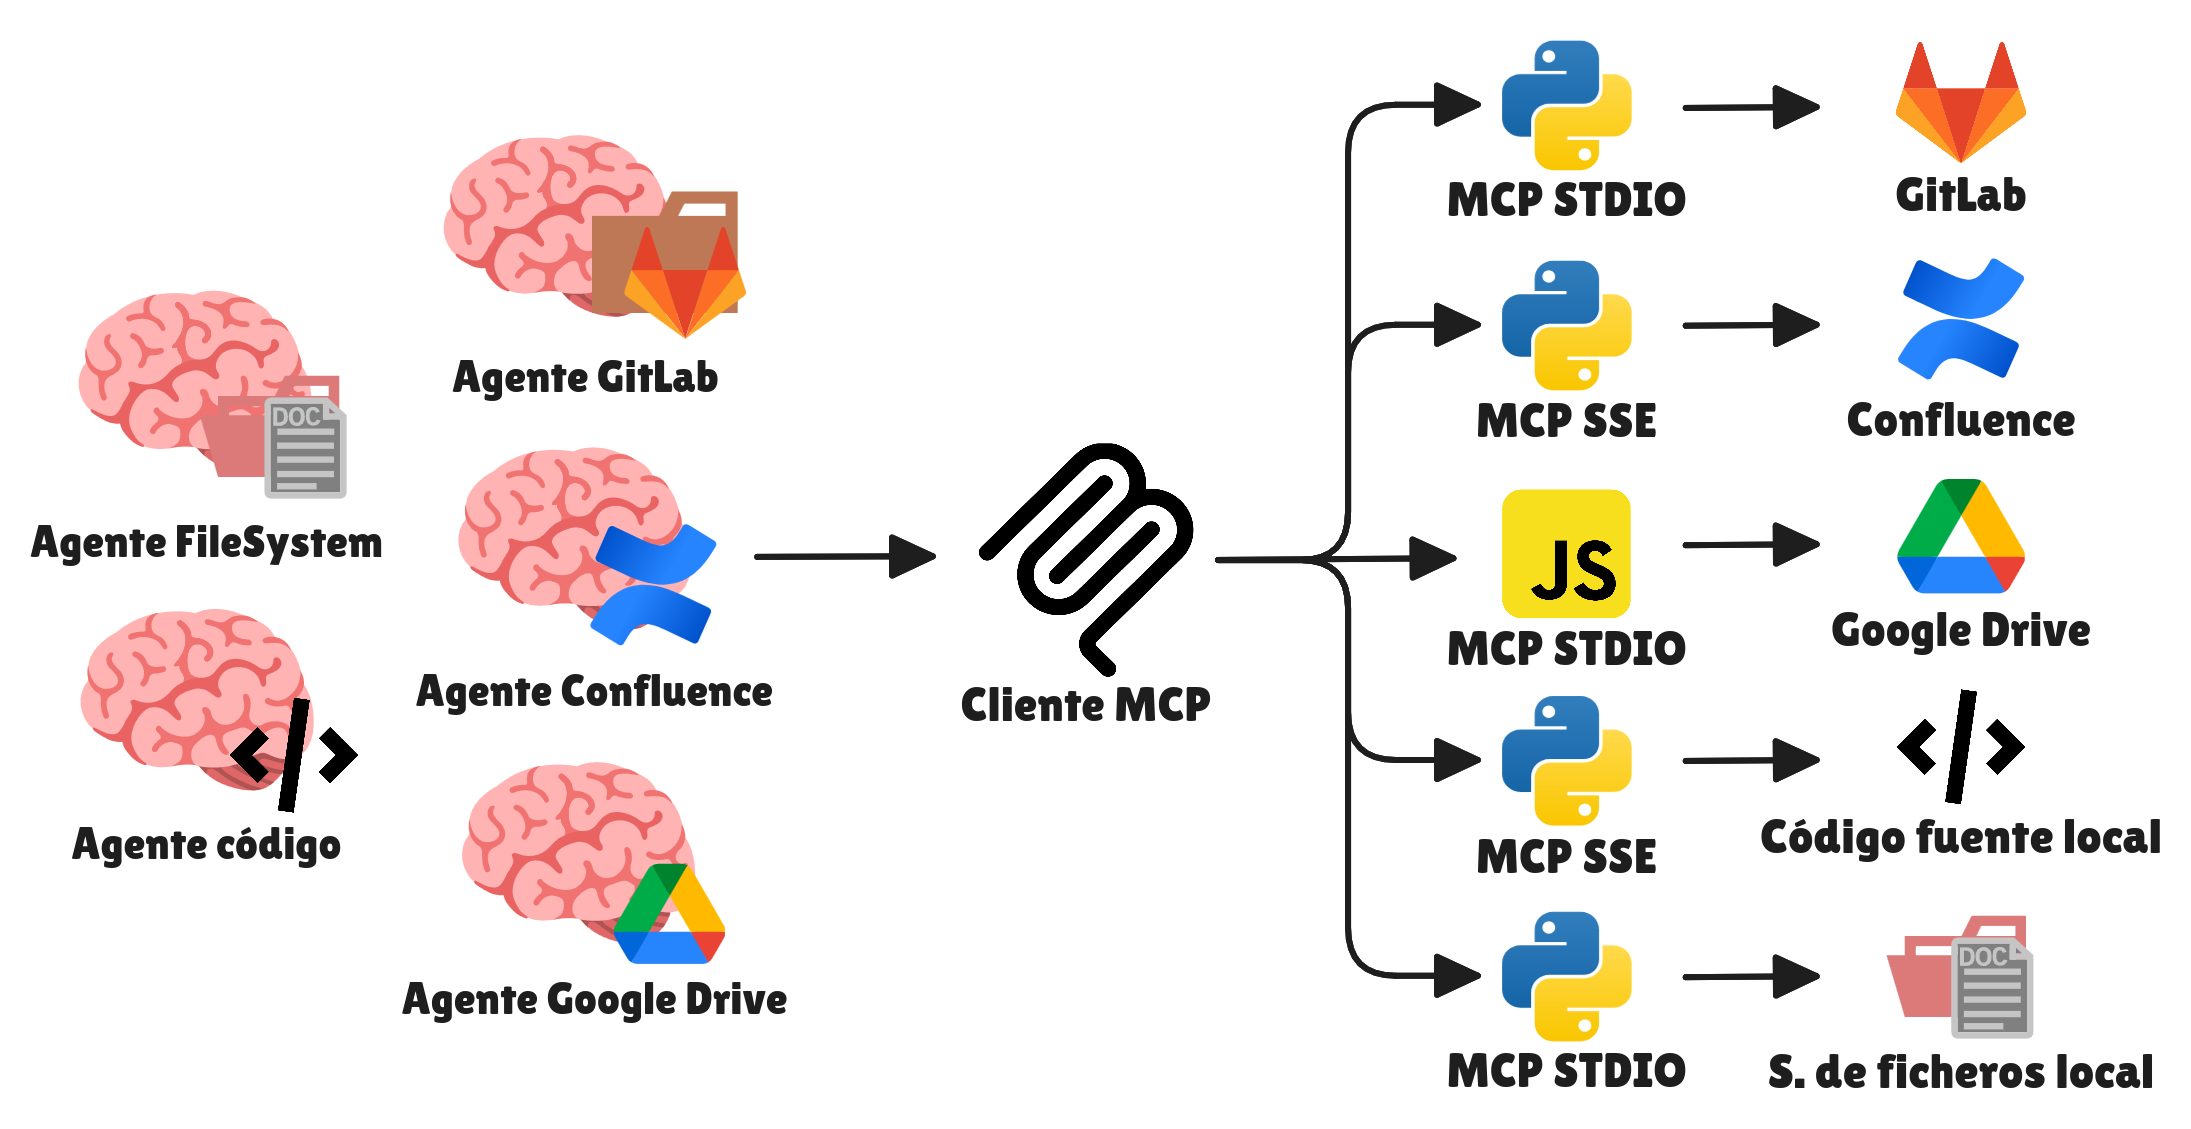 Agente FileSystem
DOC
Agente código
Agente GitLab
Agente Confluence
Agente Google Drive
Cliente MCP
MCP STDIO
GitLab
MCP SSE
Confluence
JS
MCP STDIO
Google Drive
MCP SSE
Código fuente local
MCP STDIO
DOC
S. de ficheros local